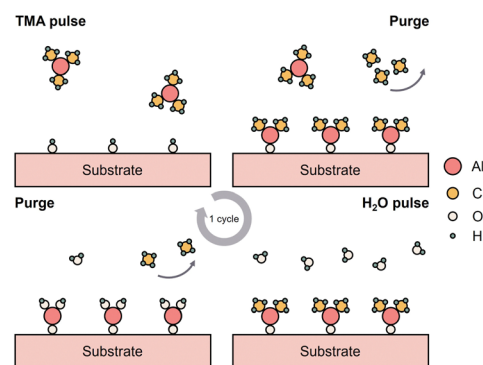 TMA pulse
Purge
Substrate
Substrate
Al
C
O
H
Purge
1 cycle
H₂O pulse
Substrate
Substrate